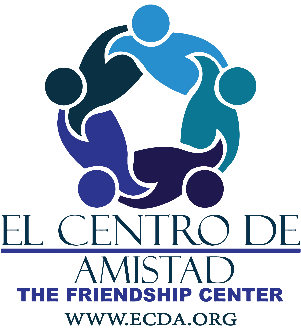 EL CENTRO DE
AMISTAD
THE FRIENDSHIP CENTER
WWW.ECDA.ORG